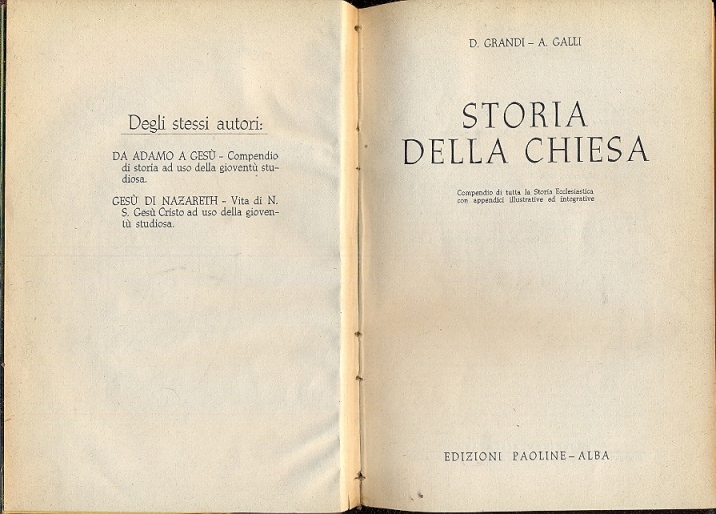 Degli stessi autori:
DA ADAMO A GESÙ - Compendio
di storia ad uso della gioventù stu-
diosa.
GESÙ DI NAZARETH - Vita di N.
S. Gesù Cristo ad uso della gioven-
tù studiosa.
D. GRANDI - A. GALLI
STORIA
DELLA CHIESA
Compendio di tutta la Storia Ecclesiastica
con appendici illustrative ed integrative
EDIZIONI PAOLINE - ALBA